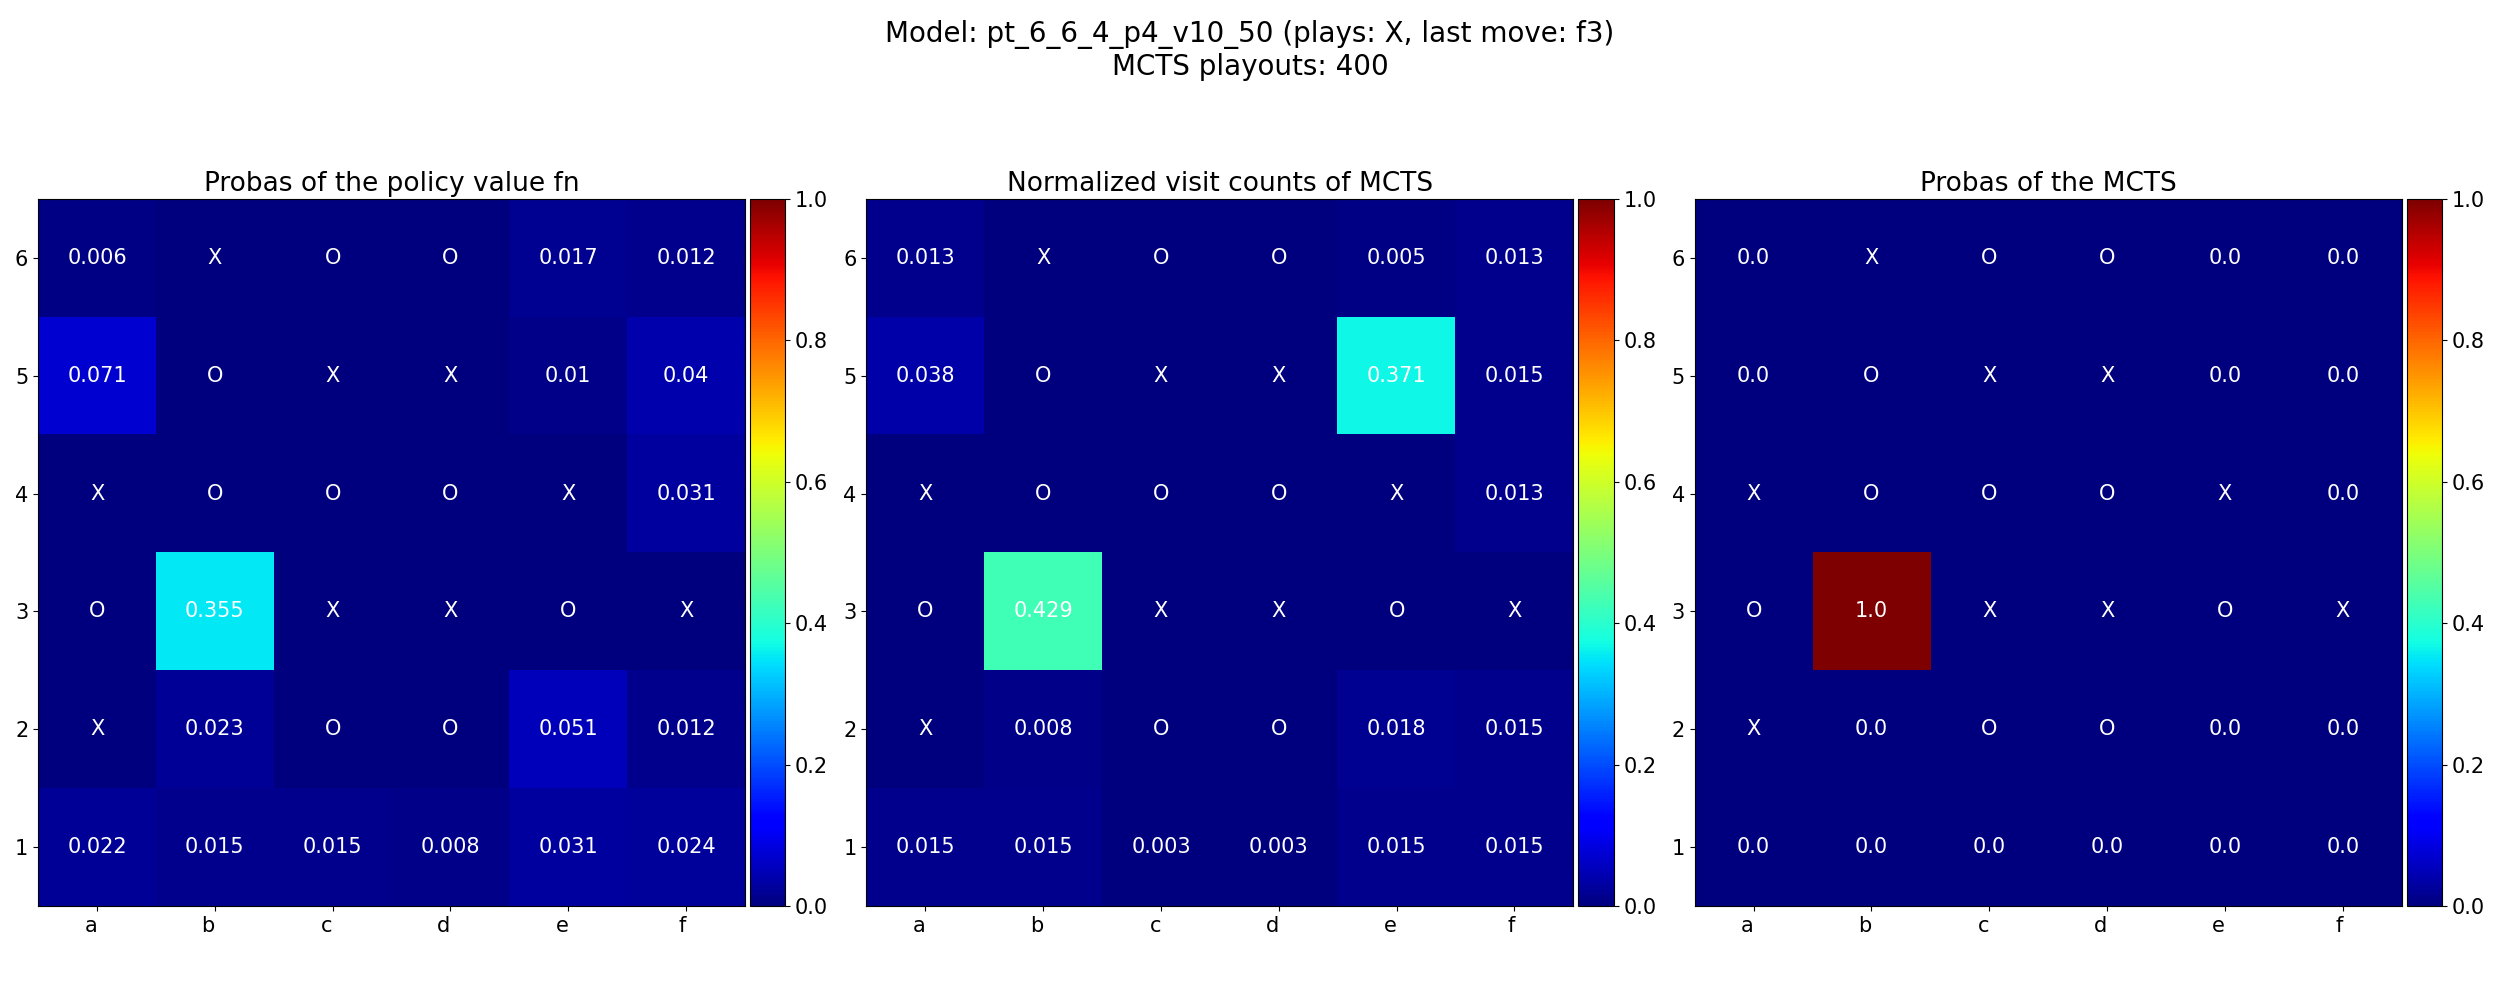 Model: pt_6_6_4_p4_v10_50 (plays: X, last move: f3)
MCTS playouts: 400
Probas of the policy value fn
6 0.006 X O O 0.017 0.012
5 0.071 O X X 0.01 0.04
4 X O O O X 0.031
3 O 0.355 X X O X
2 X 0.023 O O 0.051 0.012
1 0.022 0.015 0.015 0.008 0.031 0.024
a b c d e f
1.0
0.8
0.6
0.4
0.2
0.0
Normalized visit counts of MCTS
6 0.013 X O O 0.005 0.013
5 0.038 O X X 0.371 0.015
4 X O O O X 0.013
3 O 0.429 X X O X
2 X 0.008 O O 0.018 0.015
1 0.015 0.015 0.003 0.003 0.015 0.015
a b c d e f
1.0
0.8
0.6
0.4
0.2
0.0
Probas of the MCTS
6 0.0 X O O 0.0 0.0
5 0.0 O X X 0.0 0.0
4 X O O O X 0.0
3 O 1.0 X X O X
2 X 0.0 O O 0.0 0.0
1 0.0 0.0 0.0 0.0 0.0 0.0
a b c d e f
1.0
0.8
0.6
0.4
0.2
0.0